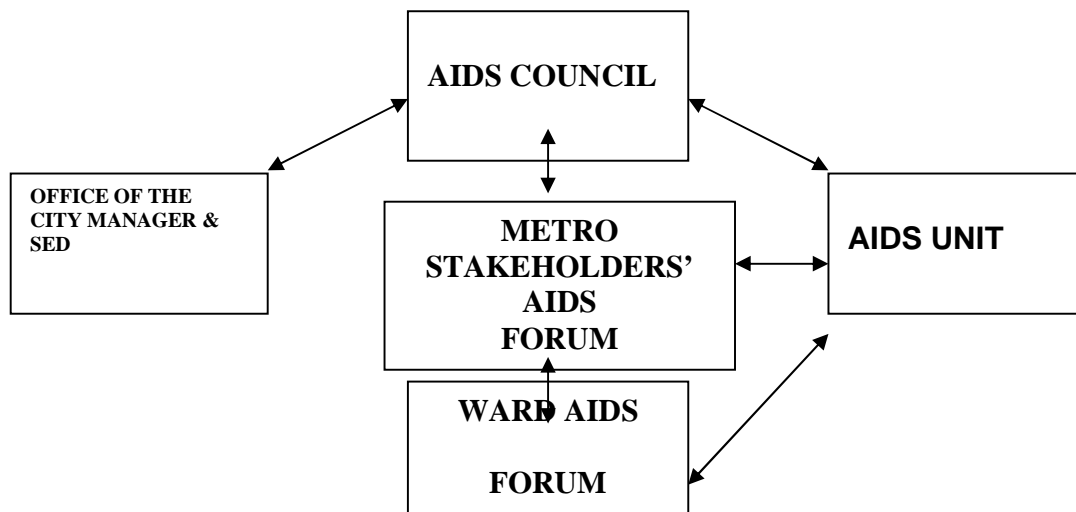 AIDS COUNCIL
OFFICE OF THE
CITY MANAGER &
SED
METRO
STAKEHOLDERS’
AIDS
FORUM
AIDS UNIT
WARD AIDS
FORUM